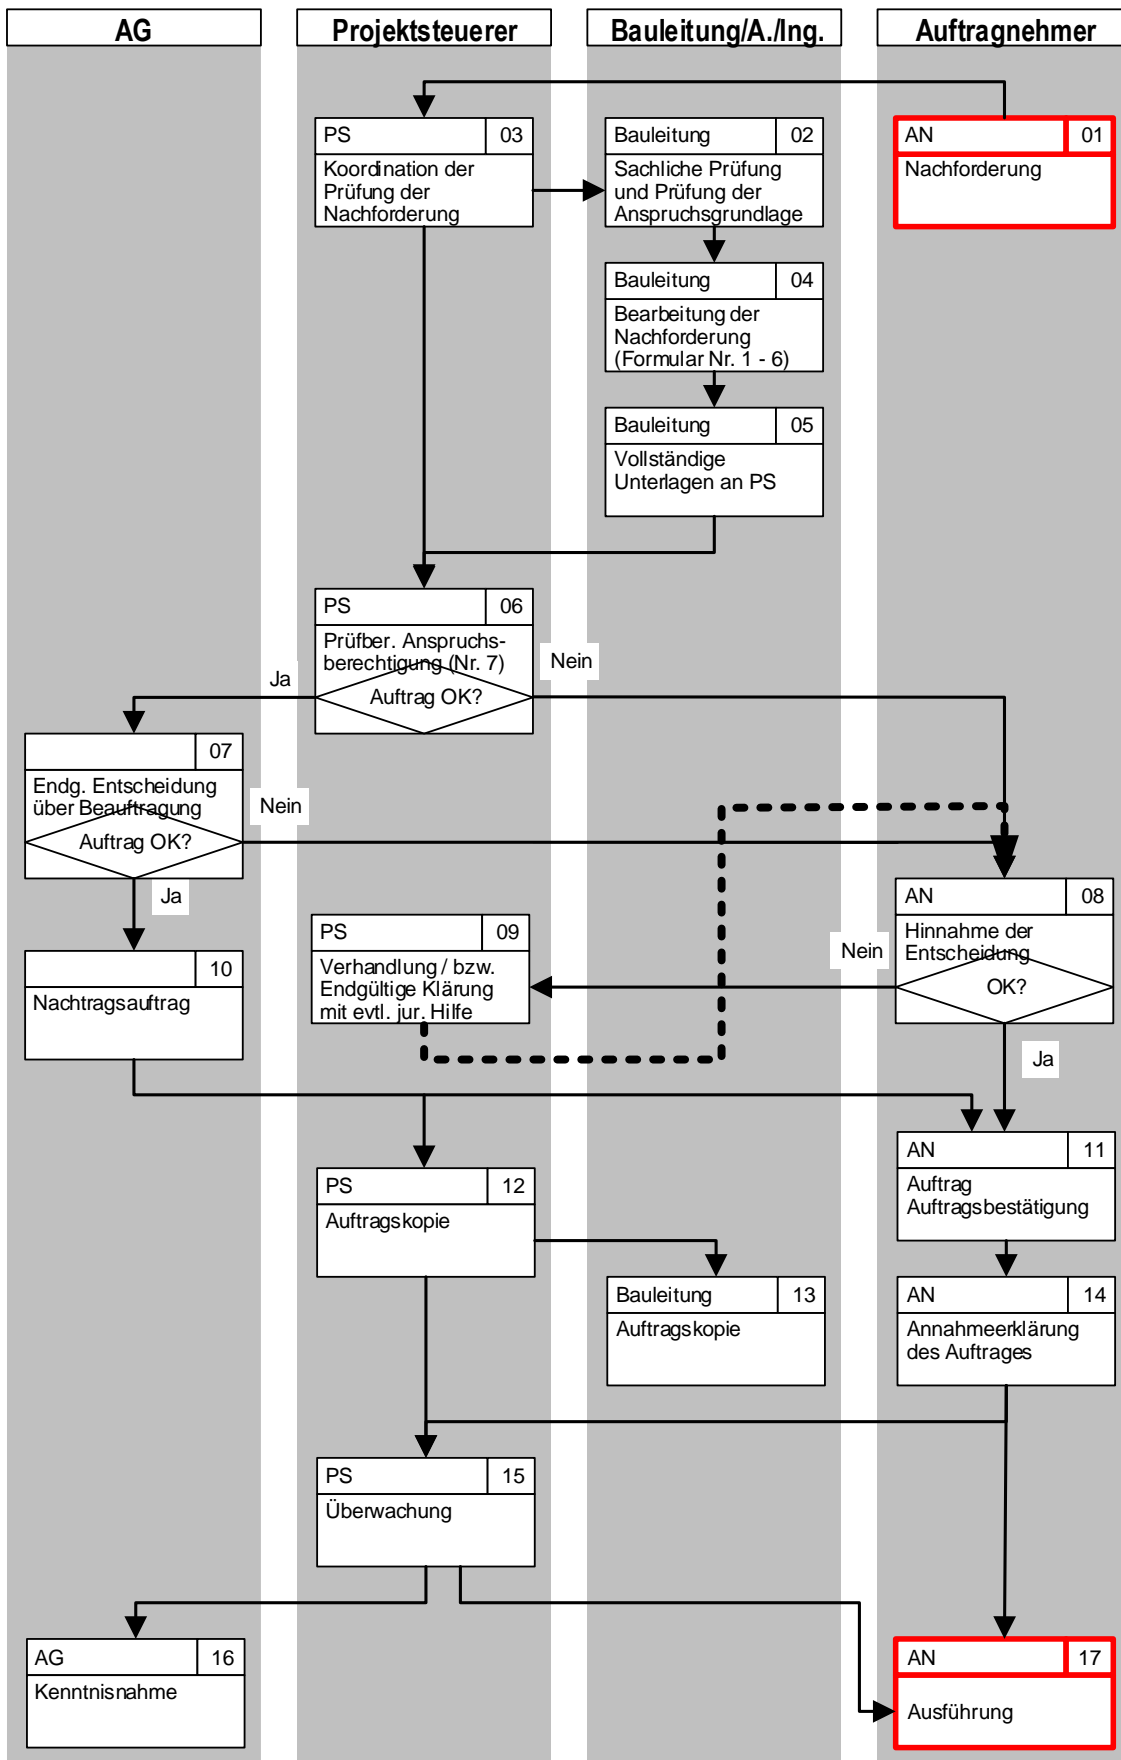 AG
Projektsteuerer
Bauleitung/A./Ing.
Auftragnehmer
PS 03
Koordination der
Prüfung der
Nachforderung
Bauleitung 02
Sachliche Prüfung
und Prüfung der
Anspruchsgrundlage
AN 01
Nachforderung
Bauleitung 04
Bearbeitung der
Nachforderung
(Formular Nr. 1 - 6)
Bauleitung 05
Vollständige
Unterlagen an PS
PS 06
Prüfber. Anspruchs-
berechtigung (Nr. 7)
Auftrag OK?
Ja
Nein
07
Endg. Entscheidung
über Beauftragung
Auftrag OK?
Nein
Ja
AN 08
Hinnahme der
Entscheidung
OK?
Nein
Ja
PS 09
Verhandlung / bzw.
Endgültige Klärung
mit evtl. jur. Hilfe
10
Nachtragsauftrag
AN 11
Auftrag
Auftragsbestätigung
PS 12
Auftragskopie
Bauleitung 13
Auftragskopie
AN 14
Annahmeerklärung
des Auftrages
PS 15
Überwachung
AG 16
Kenntnisnahme
AN 17
Ausführung